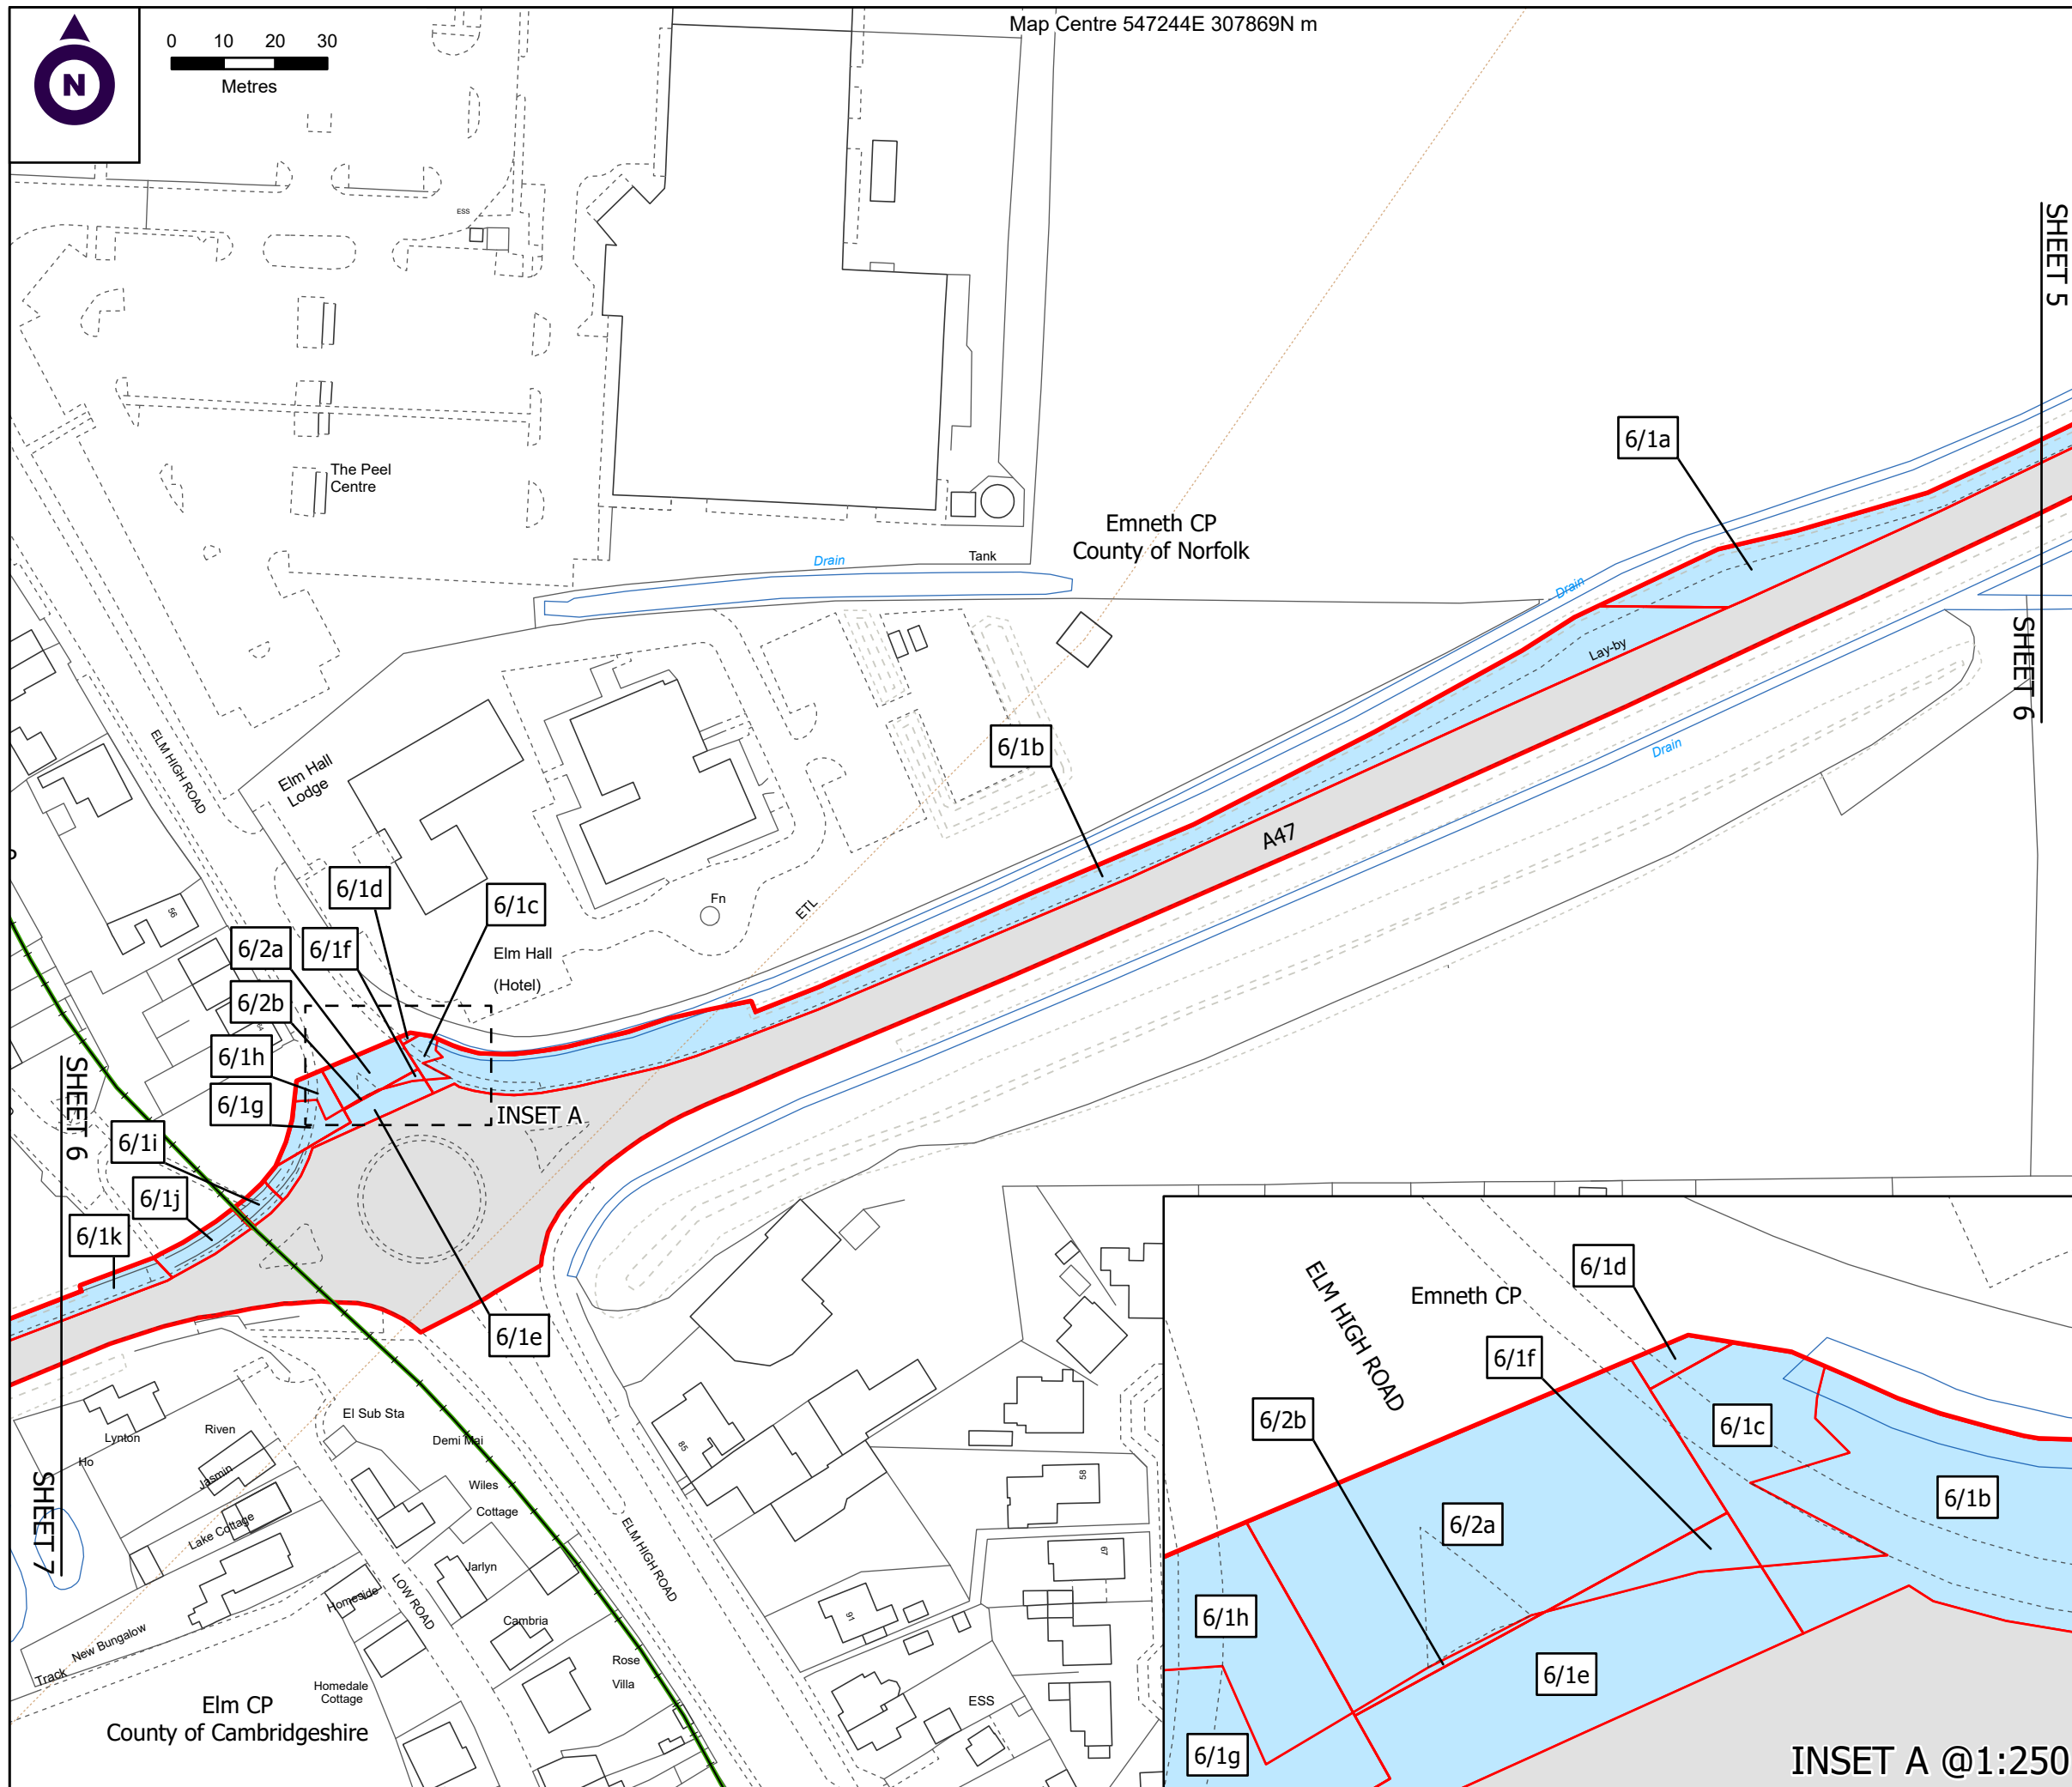 Map Centre 547244E 307869N m
N
0 10 20 30
Metres
ESS
SHEET 5
6/1a
The Peel
Centre
Emneth CP
County of Norfolk
Drain
Tank
Drain
Lay-by
SHEET 6
Drain
6/1b
A47
ELM HIGH ROAD
Elm Hall
Lodge
6/1d
6/1c
56
Fn
ETL
6/2a
6/1f
Elm Hall
(Hotel)
6/2b
6/1h
6/1g
INSET A
SHEET 6
6/1i
6/1j
6/1k
6/1e
Lynton
Riven
El Sub Sta
Ho
Jasmin
Demi Mai
85
Lake Cottage
Wiles
Cottage
58
SHEET 7
ELM HIGH ROAD
Jarlyn
67
LOW ROAD
Homeside
New Bungalow
Cambria
91
Track
Rose
Villa
Homedale
Cottage
ESS
Elm CP
County of Cambridgeshire
ELM HIGH ROAD
Emneth CP
6/1d
6/1f
6/2b
6/1c
6/1b
6/2a
6/1h
6/1e
6/1g
INSET A @1:250